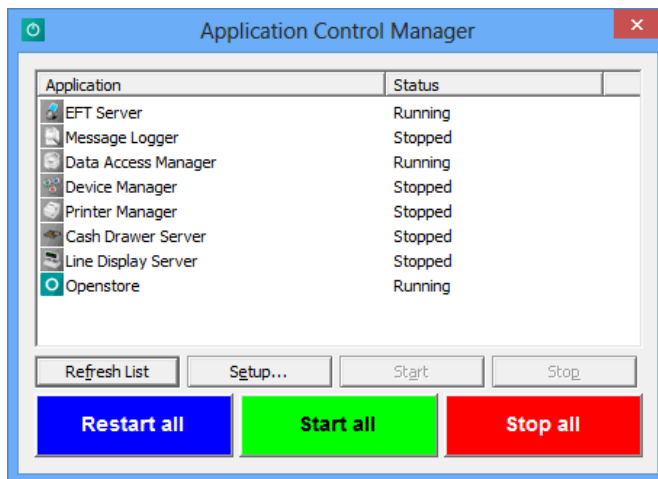 Application Control Manager
Application Status
EFT Server Running
Message Logger Stopped
Data Access Manager Running
Device Manager Stopped
Printer Manager Stopped
Cash Drawer Server Stopped
Line Display Server Stopped
Openstore Running
Refresh List Setup... Start Stop
Restart all Start all Stop all